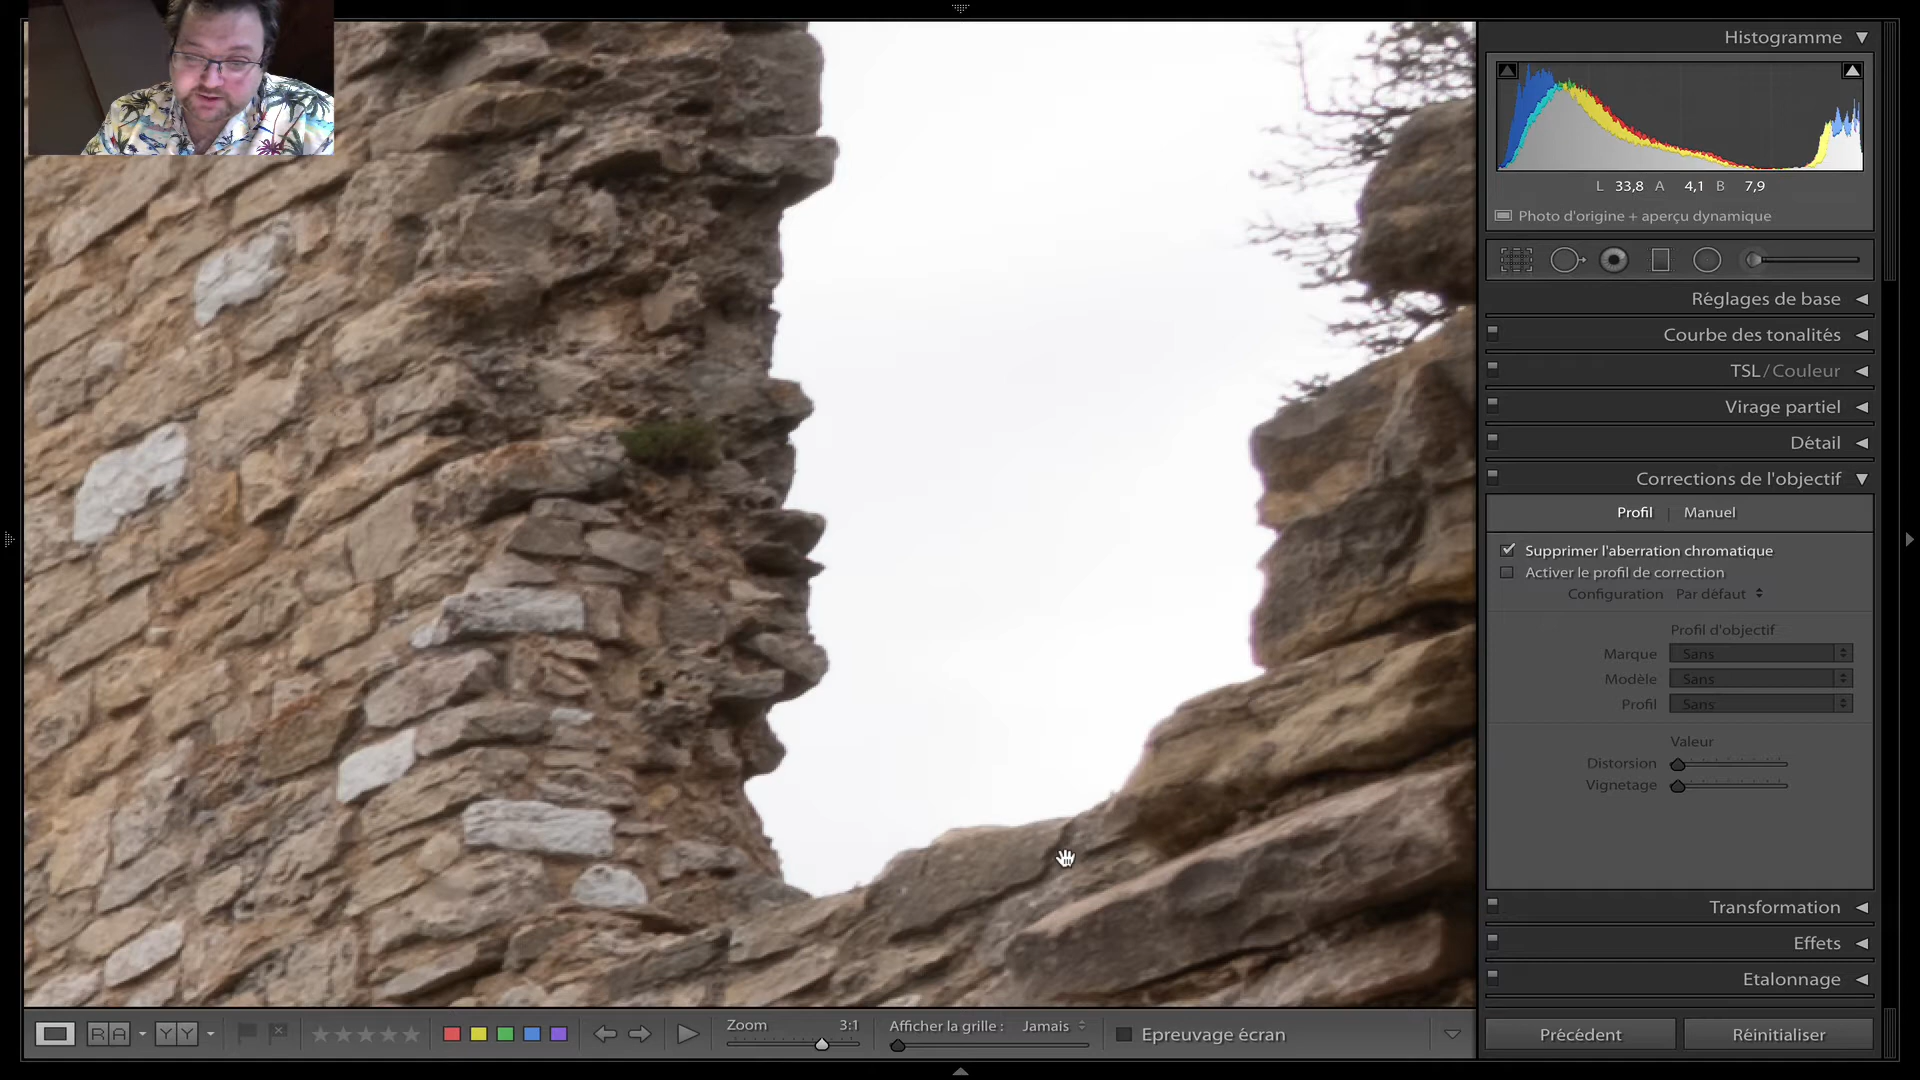 Histogramme
L 33,8 A 4,1 B 7,9
Photo d'origine + aperçu dynamique
Réglages de base
Courbe des tonalités
TSL / Couleur
Virage partiel
Détail
Corrections de l'objectif
Profil | Manuel
Supprimer l'aberration chromatique
Activer le profil de correction
Configuration Par défaut
Profil d'objectif
Marque Sans
Modèle Sans
Profil Sans
Valeur
Distorsion
Vignetage
Transformation
Effets
Etalonnage
R A Y Y Zoom 3:1 Afficher la grille : Jamais Epreuvage écran Précédent Réinitialiser